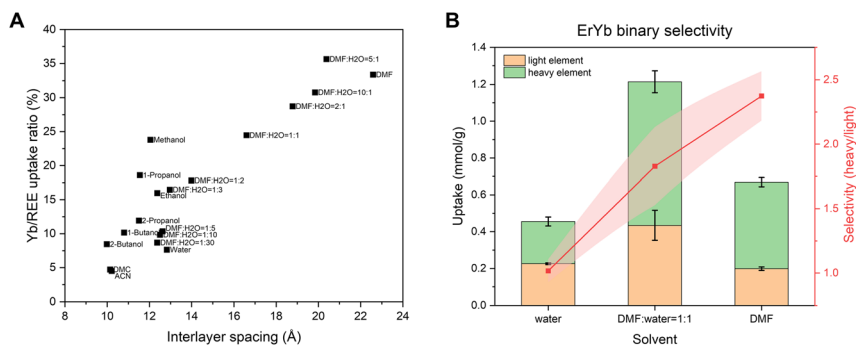 A
Yb/REE uptake ratio (%)
40
35
30
25
20
15
10
5
0
DMF:H2O=5:1
DMF
DMF:H2O=10:1
DMF:H2O=2:1
DMF:H2O=1:1
Methanol
1-Propanol
DMF:H2O=1:2
DMF:H2O=1:3
Ethanol
2-Propanol
DMF:H2O=1:5
1-Butanol
DMF:H2O=1:10
2-Butanol
DMF:H2O=1:30
Water
DMC
ACN
8 10 12 14 16 18 20 22 24
Interlayer spacing (Å)
B
ErYb binary selectivity
light element
heavy element
Uptake (mmol/g)
1.4
1.2
1.0
0.8
0.6
0.4
0.2
0.0
2.5
2.0
1.5
1.0
Selectivity (heavy/light)
water DMF:water=1:1 DMF
Solvent